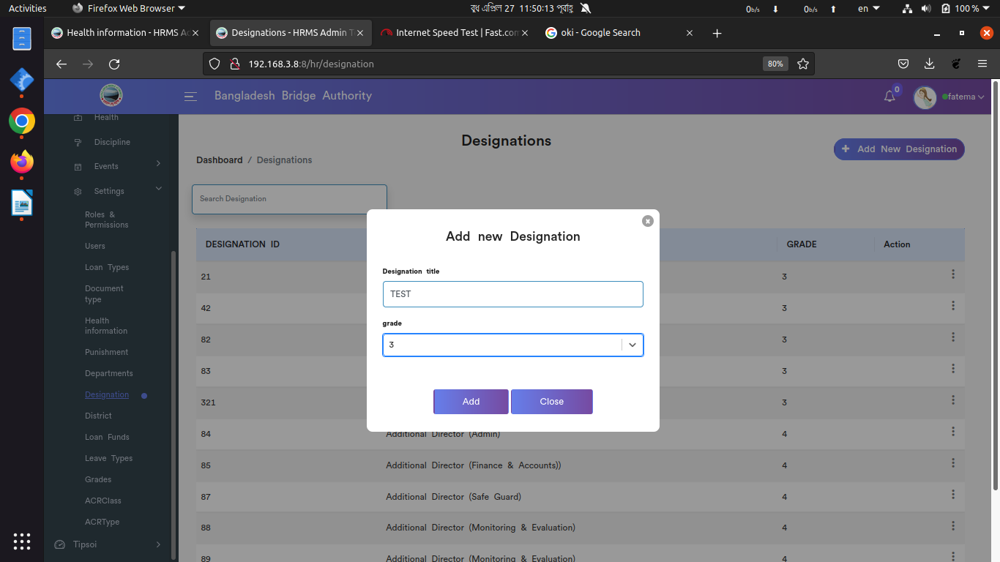 Activities
Firefox Web Browser
বুধ এপ্রিল 27 11:50:13 পূর্বাহ্ণ
0b/s
0b/s
en
100 %
Health information - HRMS Ac
Designations - HRMS Admin T
Internet Speed Test | Fast.com
oki - Google Search
192.168.3.8:8/hr/designation
80%
Bangladesh Bridge Authority
0
fatema
Health
Discipline
Events
Settings
Roles &
Permissions
Users
Loan Types
Document
type
Health
information
Punishment
Departments
Designation
District
Loan Funds
Leave Types
Grades
ACRClass
ACRType
Tipsoi
Designations
Dashboard / Designations
+ Add New Designation
Search Designation
DESIGNATION ID
GRADE
Action
21
3
42
3
82
3
83
3
321
3
84
Additional Director (Admin)
4
85
Additional Director (Finance & Accounts))
4
87
Additional Director (Safe Guard)
4
88
Additional Director (Monitoring & Evaluation)
4
89
Additional Director (Monitoring & Evaluation)
4
Add new Designation
Designation title
TEST
grade
3
Add
Close